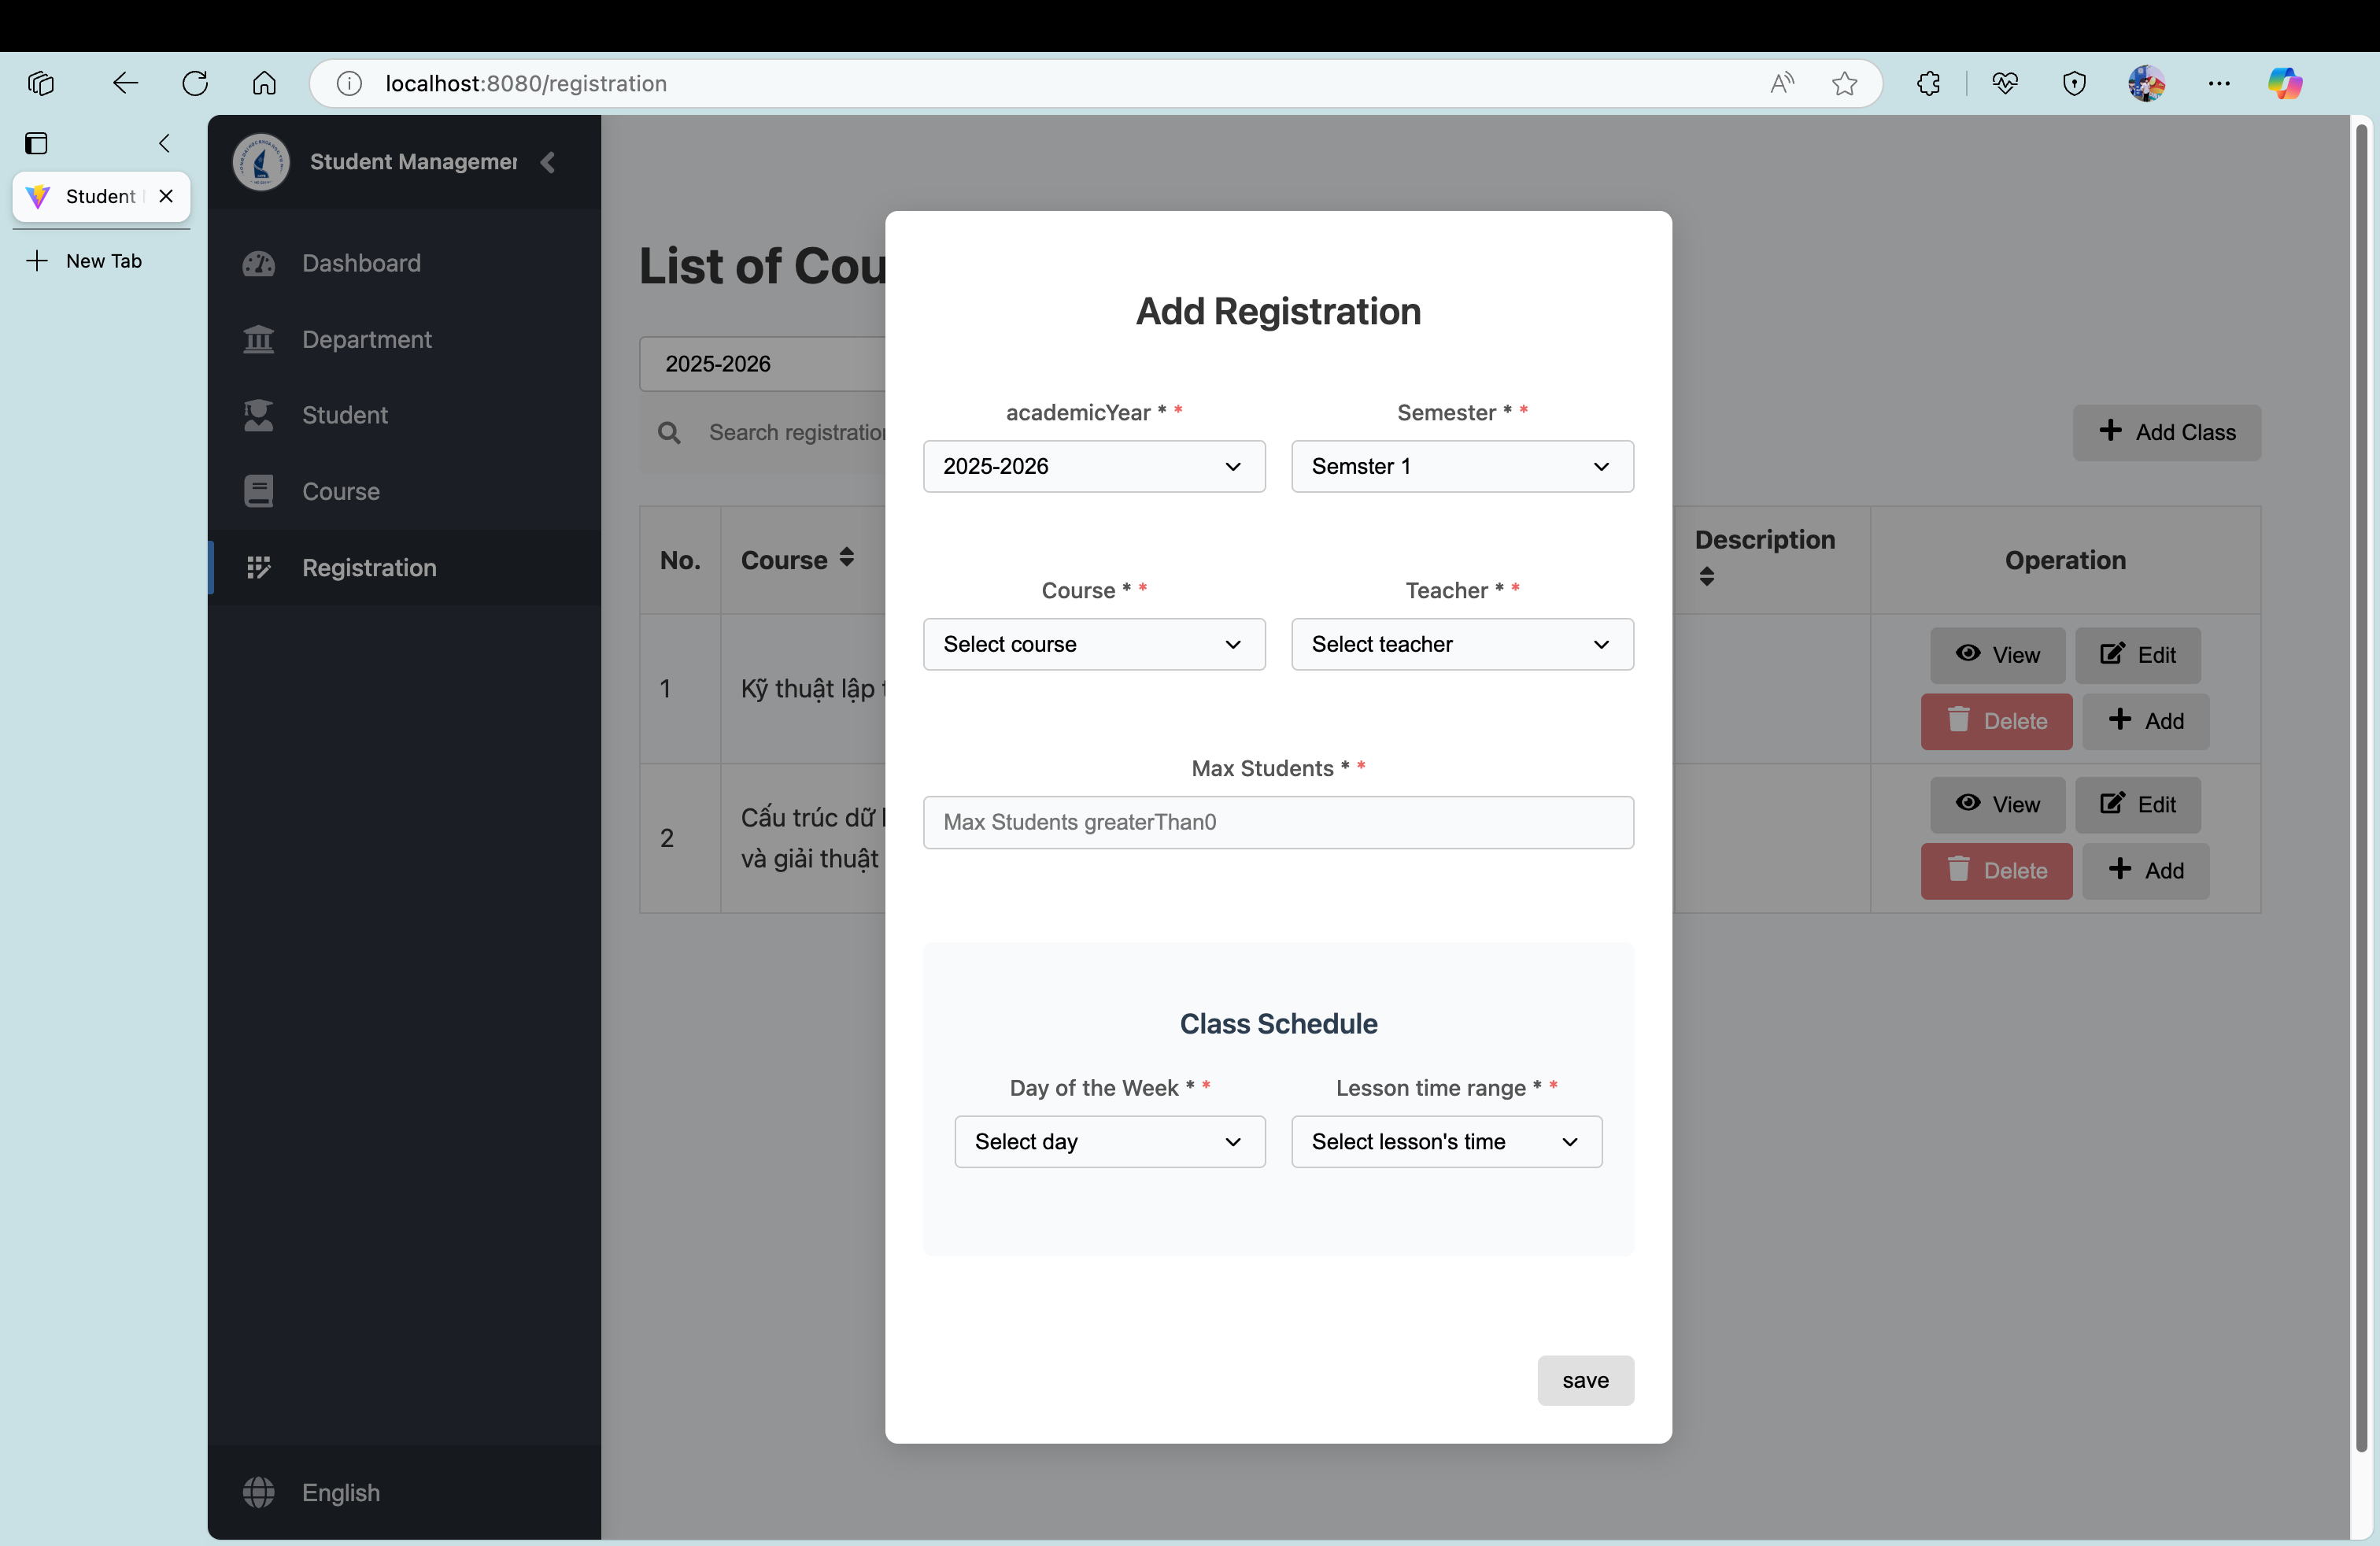 localhost:8080/registration
Student
New Tab
Student Managemen
Dashboard
Department
Student
Course
Registration
English
List of Cou
2025-2026
Search registration
Add Class
No.
Course
Description
Operation
1
Kỹ thuật lập
View
Edit
Delete
Add
2
Cấu trúc dữ
và giải thuật
View
Edit
Delete
Add
Add Registration
academicYear * *
Semester * *
2025-2026
Semster 1
Course * *
Teacher * *
Select course
Select teacher
Max Students * *
Max Students greaterThan0
Class Schedule
Day of the Week * *
Lesson time range * *
Select day
Select lesson's time
save